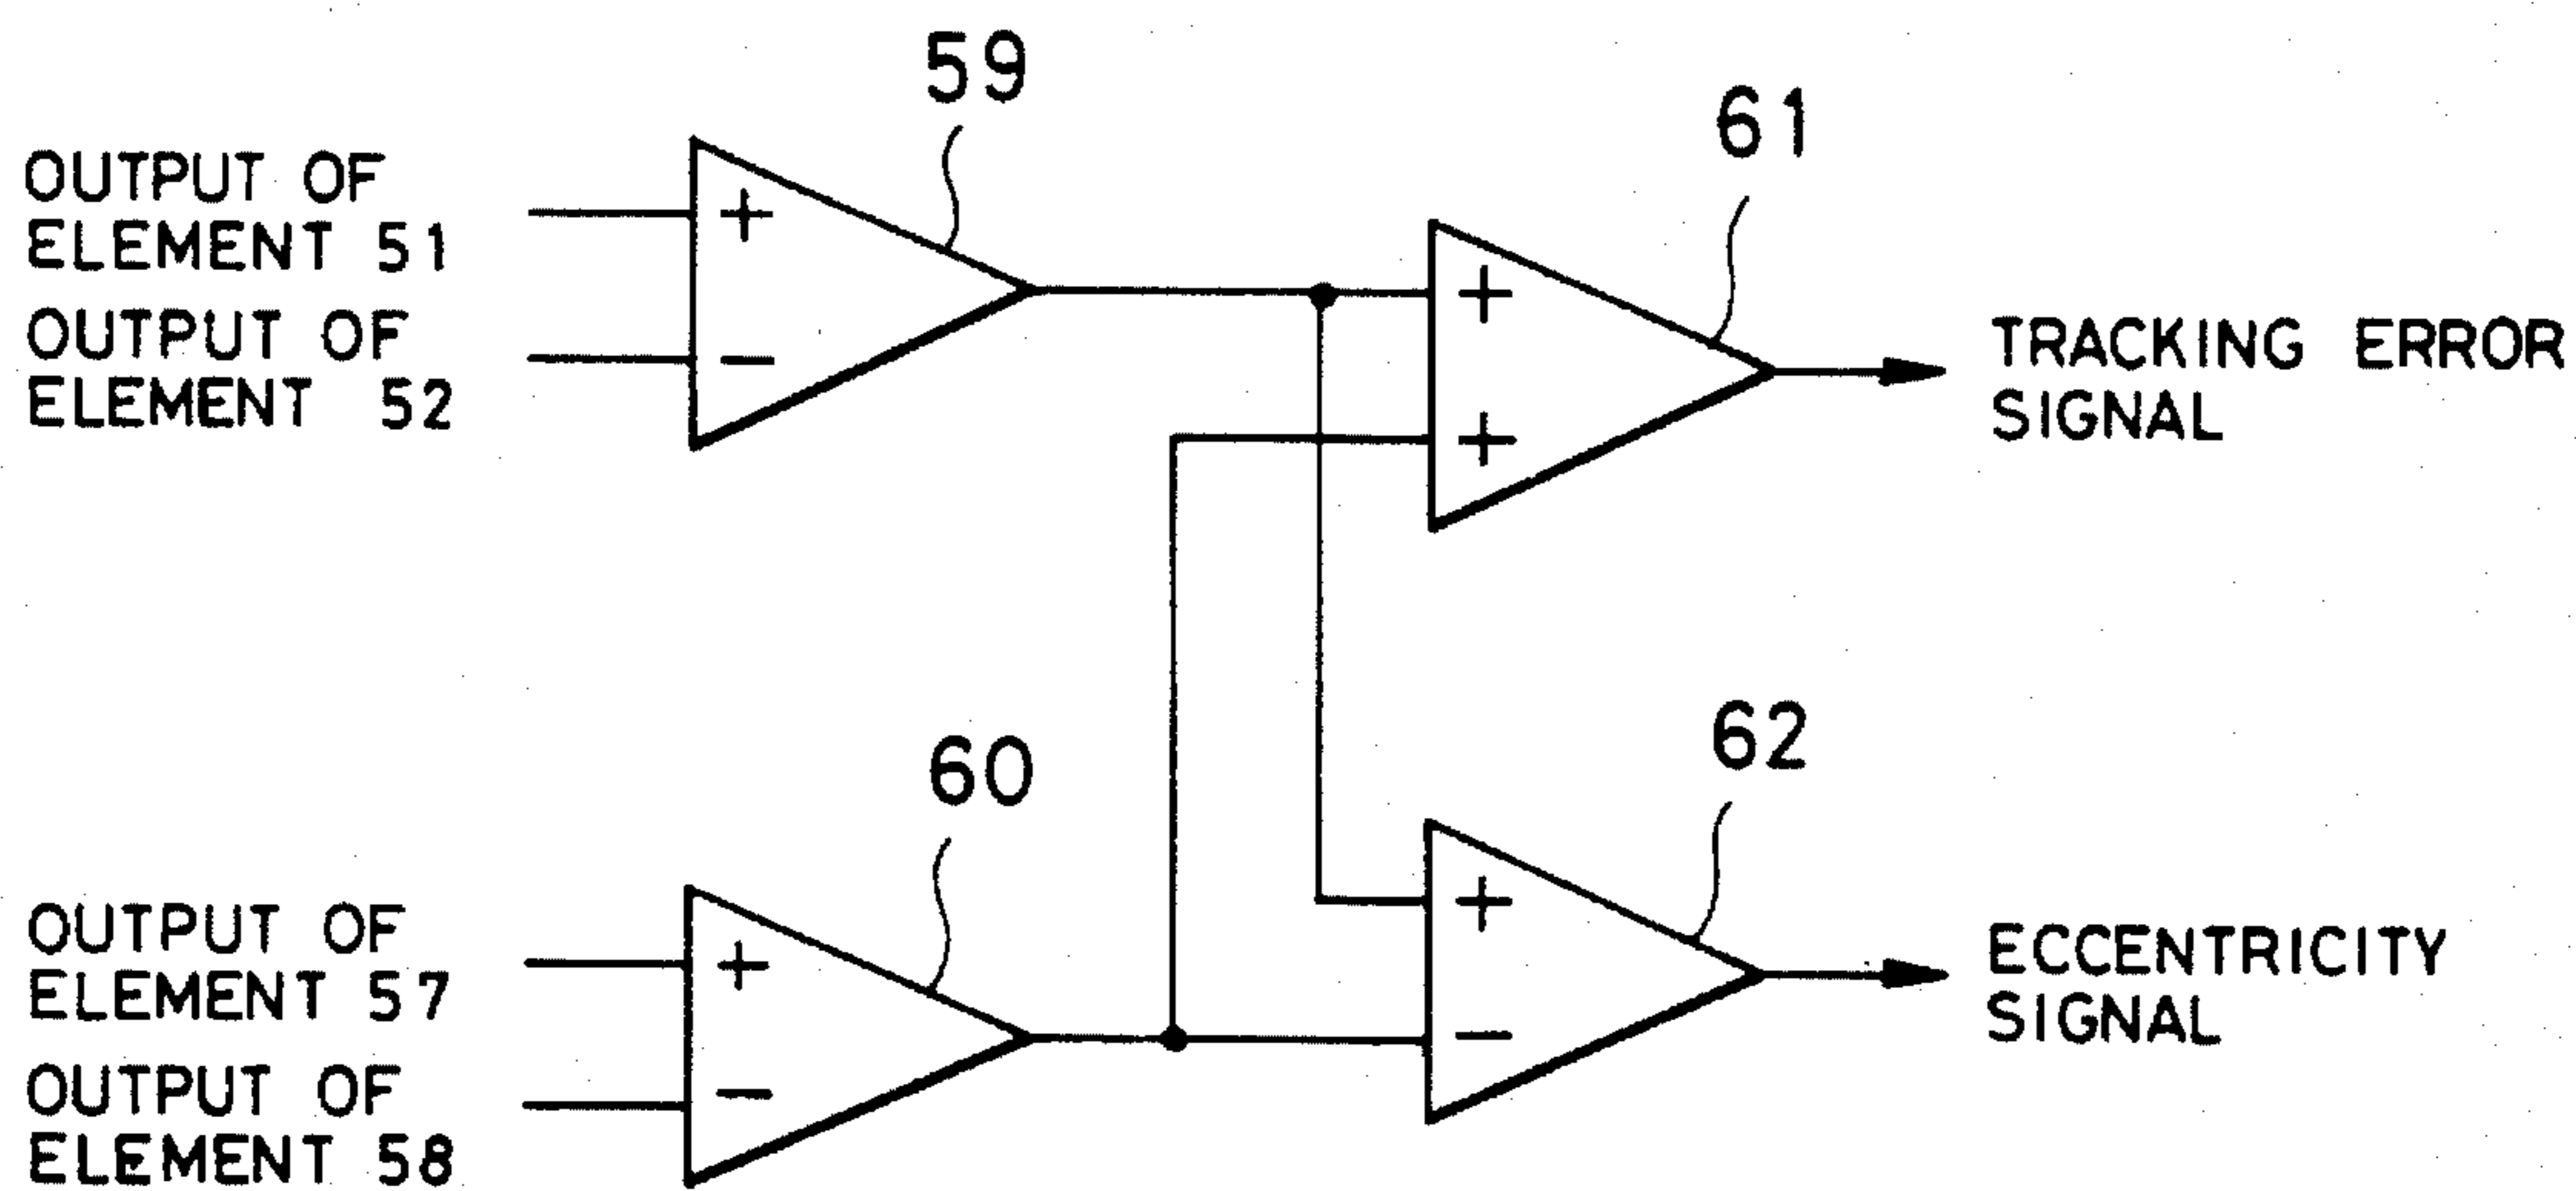 59
61
OUTPUT OF
ELEMENT 51
+
OUTPUT OF
ELEMENT 52
−
+
+
TRACKING ERROR
SIGNAL
60
62
OUTPUT OF
ELEMENT 57
+
OUTPUT OF
ELEMENT 58
−
+
−
ECCENTRICITY
SIGNAL